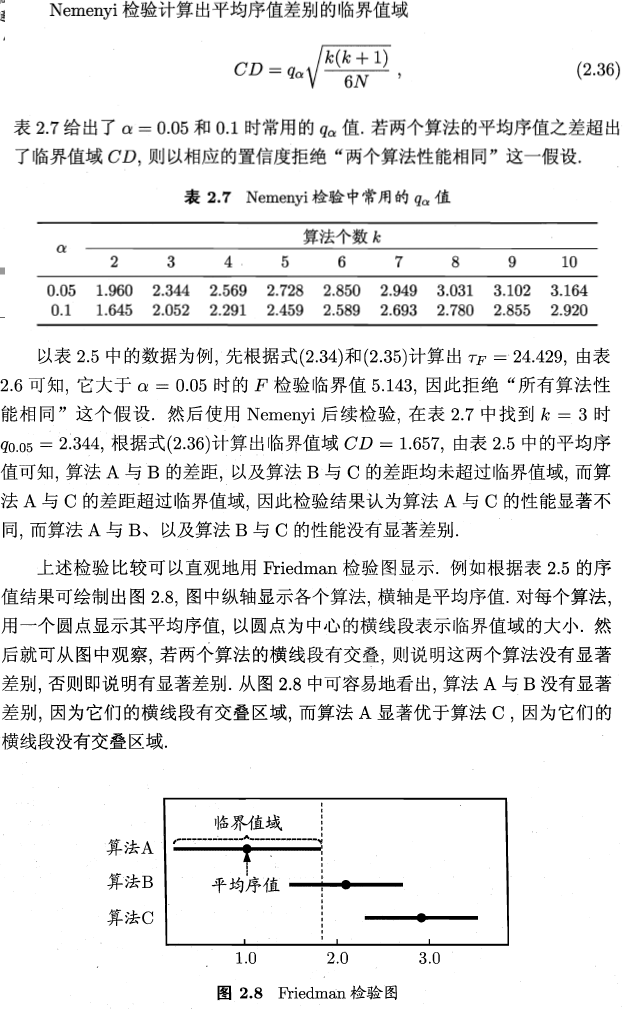 Nemenyi 检验计算出平均序值差别的临界值域
CD = qα √(k(k+1)/6N) , (2.36)
表 2.7 给出了 α = 0.05 和 0.1 时常用的 qα 值. 若两个算法的平均序值之差超出
了临界值域 CD, 则以相应的置信度拒绝“两个算法性能相同”这一假设.
表 2.7 Nemenyi 检验中常用的 qα 值
α 算法个数 k
2 3 4 5 6 7 8 9 10
0.05 1.960 2.344 2.569 2.728 2.850 2.949 3.031 3.102 3.164
0.1 1.645 2.052 2.291 2.459 2.589 2.693 2.780 2.855 2.920
以表 2.5 中的数据为例, 先根据式(2.34)和(2.35)计算出 τF = 24.429, 由表
2.6 可知, 它大于 α = 0.05 时的 F 检验临界值 5.143, 因此拒绝“所有算法性
能相同”这个假设. 然后使用 Nemenyi 后续检验, 在表 2.7 中找到 k = 3 时
q0.05 = 2.344, 根据式(2.36)计算出临界值域 CD = 1.657, 由表 2.5 中的平均序
值可知, 算法 A 与 B 的差距, 以及算法 B 与 C 的差距均未超过临界值域, 而算
法 A 与 C 的差距超过临界值域, 因此检验结果认为算法 A 与 C 的性能显著不
同, 而算法 A 与 B、以及算法 B 与 C 的性能没有显著差别.
上述检验比较可以直观地用 Friedman 检验图显示. 例如根据表 2.5 的序
值结果可绘制出图 2.8, 图中纵轴显示各个算法, 横轴是平均序值. 对每个算法,
用一个圆点显示其平均序值, 以圆点为中心的横线段表示临界值域的大小. 然
后就可从图中观察, 若两个算法的横线段有交叠, 则说明这两个算法没有显著
差别, 否则即说明有显著差别. 从图 2.8 中可容易地看出, 算法 A 与 B 没有显著
差别, 因为它们的横线段有交叠区域, 而算法 A 显著优于算法 C , 因为它们的
横线段没有交叠区域.
临界值域
算法A
算法B 平均序值
算法C
1.0 2.0 3.0
图 2.8 Friedman 检验图